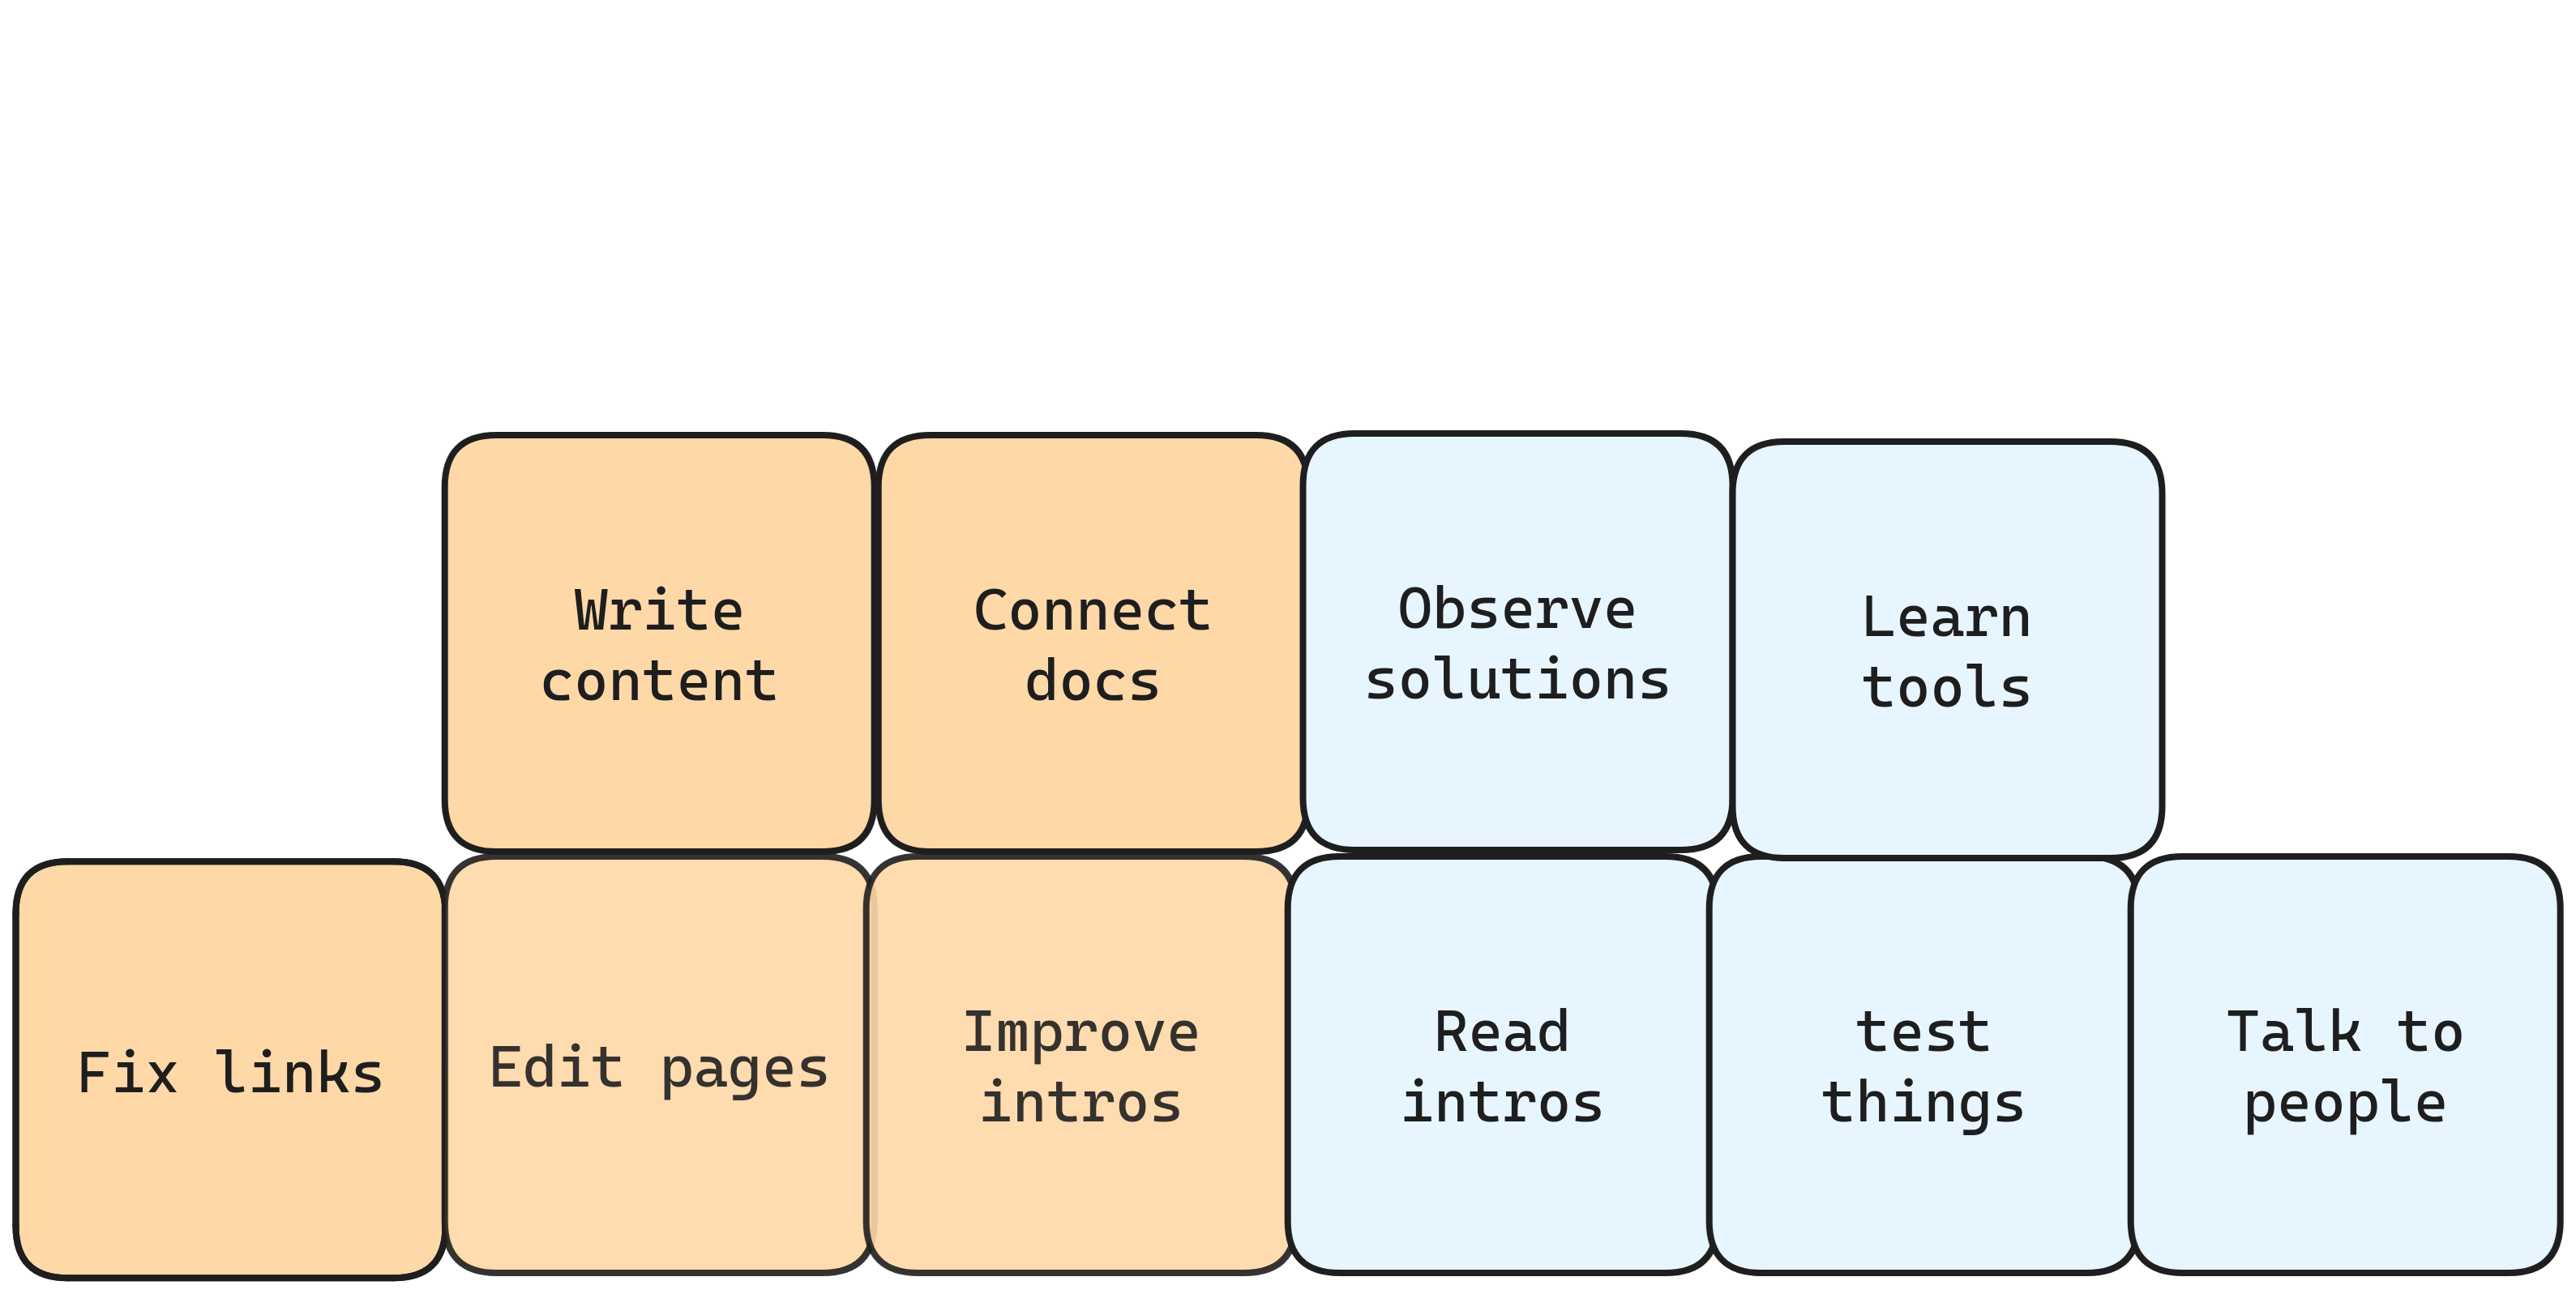 Write
content
Connect
docs
Observe
solutions
Learn
tools
Fix links
Edit pages
Improve
intros
Read
intros
test
things
Talk to
people